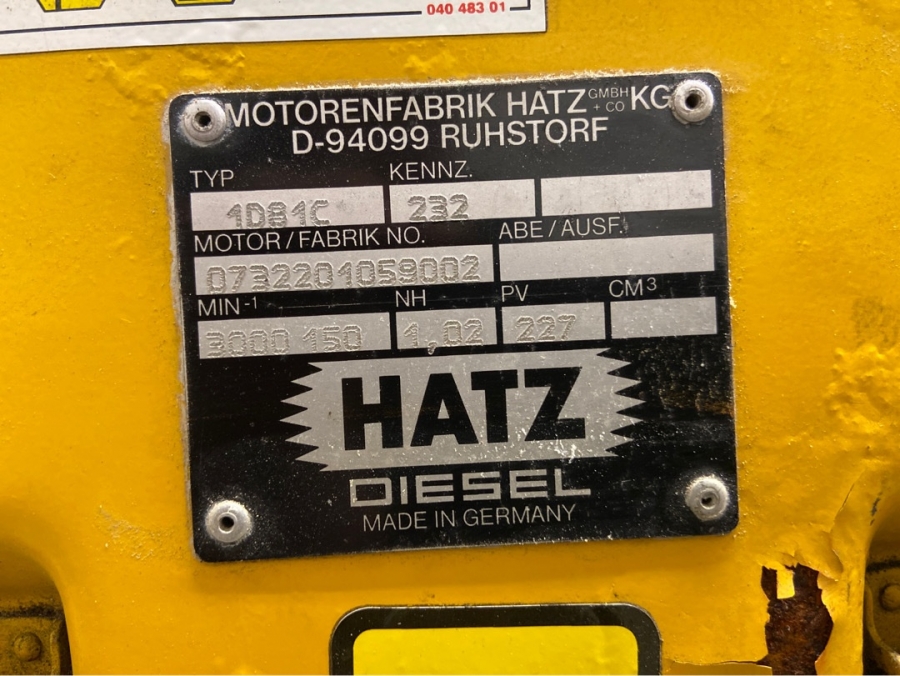 040 483 01
MOTORENFABRIK HATZ GMBH + CO KG
D-94099 RUHSTORF
TYP KENNZ.
1D81C 232
MOTOR / FABRIK NO. ABE / AUSF.
0732201059002
MIN-1 NH PV CM3
3000 150 1,02 227
HATZ
DIESEL
MADE IN GERMANY